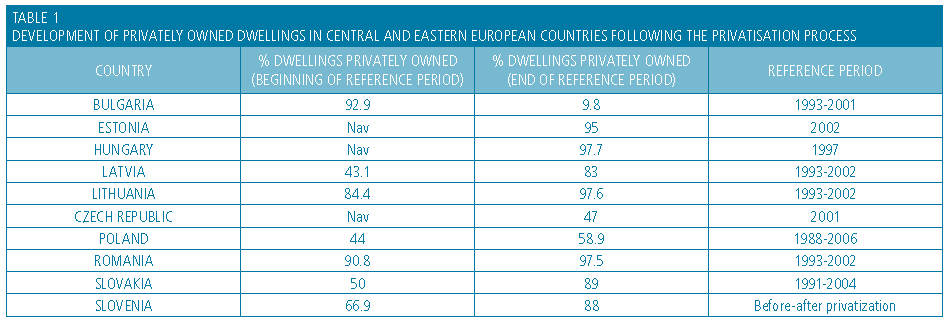 TABLE 1
DEVELOPMENT OF PRIVATELY OWNED DWELLINGS IN CENTRAL AND EASTERN EUROPEAN COUNTRIES FOLLOWING THE PRIVATISATION PROCESS
COUNTRY % DWELLINGS PRIVATELY OWNED (BEGINNING OF REFERENCE PERIOD) % DWELLINGS PRIVATELY OWNED (END OF REFERENCE PERIOD) REFERENCE PERIOD
BULGARIA 92.9 9.8 1993-2001
ESTONIA Nav 95 2002
HUNGARY Nav 97.7 1997
LATVIA 43.1 83 1993-2002
LITHUANIA 84.4 97.6 1993-2002
CZECH REPUBLIC Nav 47 2001
POLAND 44 58.9 1988-2006
ROMANIA 90.8 97.5 1993-2002
SLOVAKIA 50 89 1991-2004
SLOVENIA 66.9 88 Before-after privatization